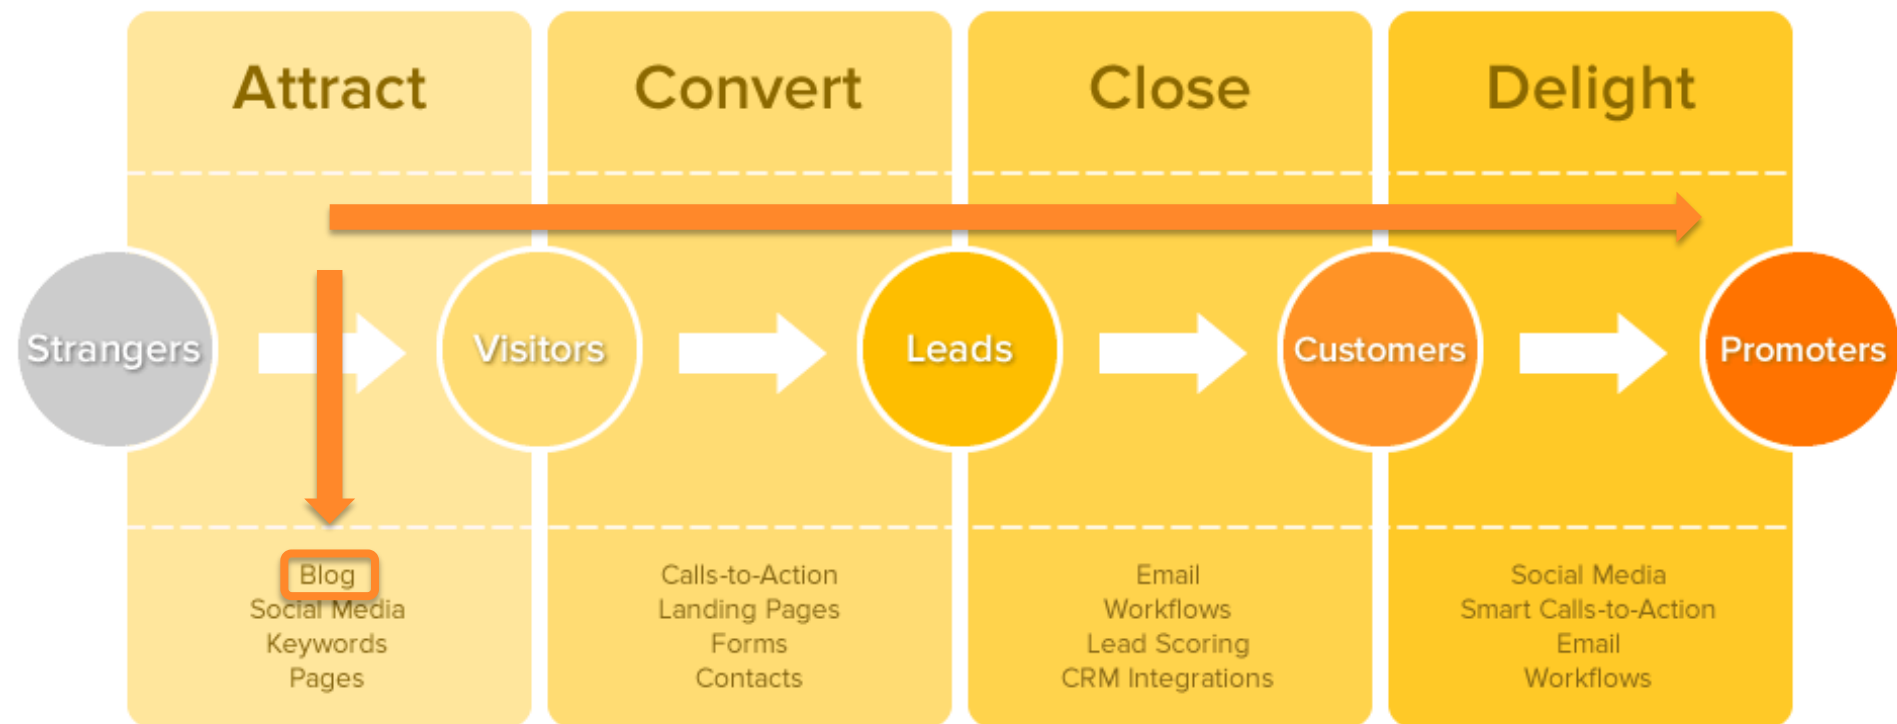 Attract
Convert
Close
Delight
Strangers
Visitors
Leads
Customers
Promoters
Blog
Social Media
Keywords
Pages
Calls-to-Action
Landing Pages
Forms
Contacts
Email
Workflows
Lead Scoring
CRM Integrations
Social Media
Smart Calls-to-Action
Email
Workflows